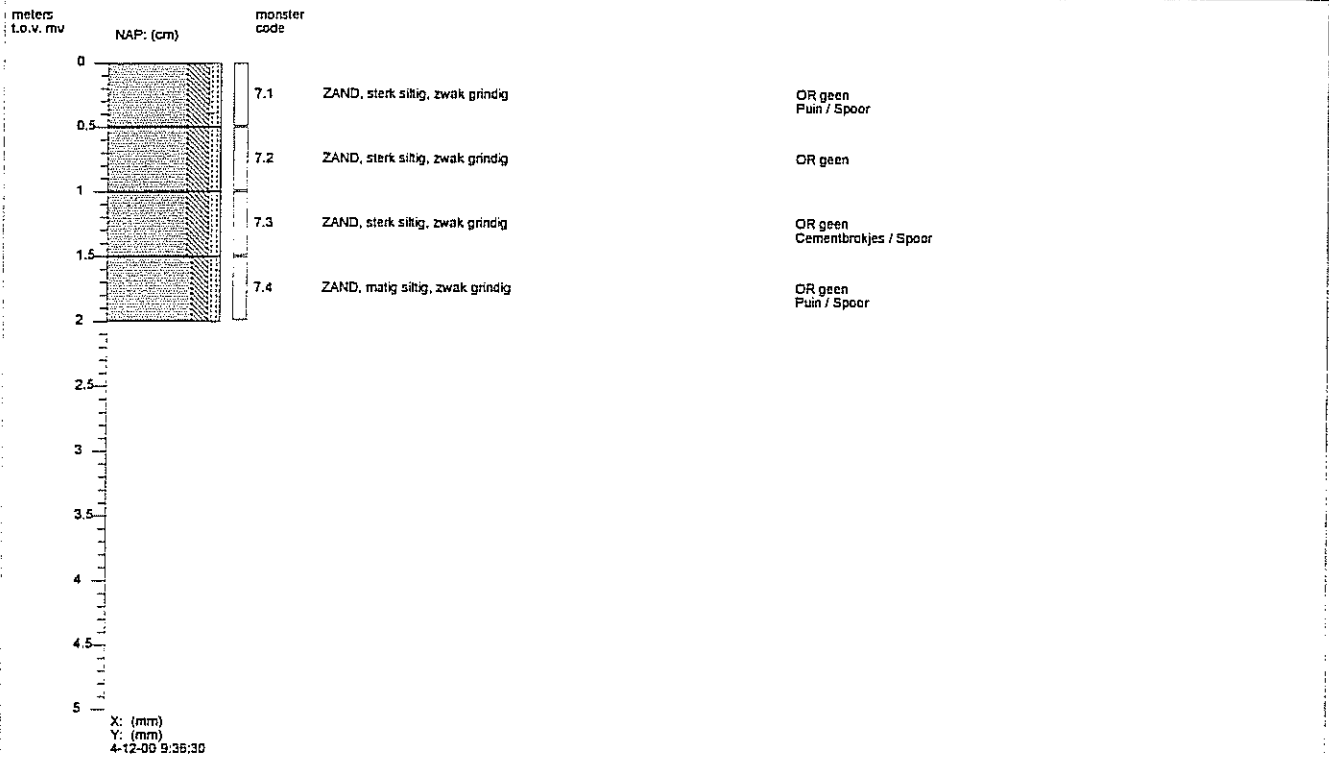 meters
t.o.v. mv
NAP: (cm)
monster
code
0
7.1 ZAND, sterk siltig, zwak grindig OR geen
Puin / Spoor
0.5
7.2 ZAND, sterk siltig, zwak grindig OR geen
1
7.3 ZAND, sterk siltig, zwak grindig OR geen
Cementbrokjes / Spoor
1.5
7.4 ZAND, matig siltig, zwak grindig OR geen
Puin / Spoor
2
2.5
3
3.5
4
4.5
5
X: (mm)
Y: (mm)
4-12-00 9:36:30